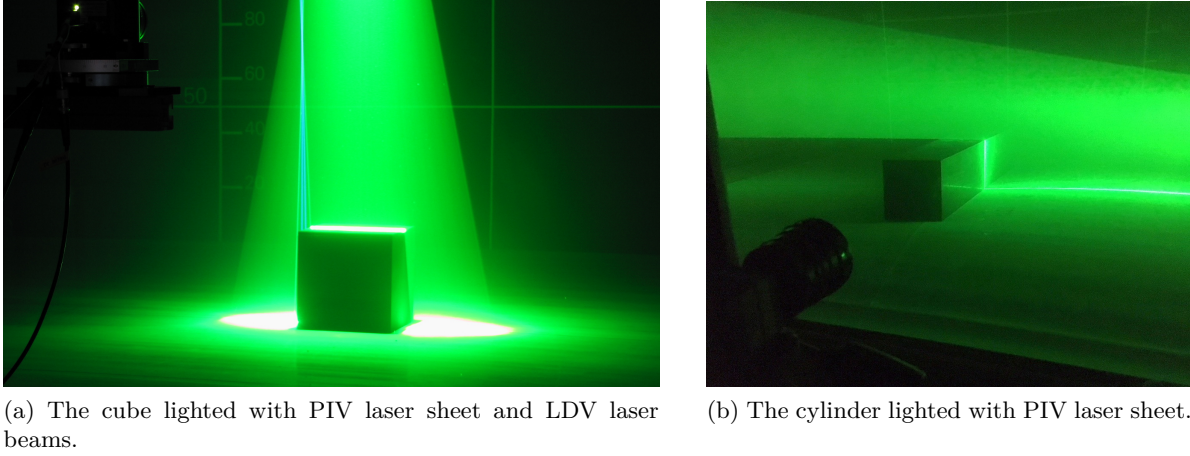 80
60
50
40
20
(a) The cube lighted with PIV laser sheet and LDV laser
beams.
(b) The cylinder lighted with PIV laser sheet.